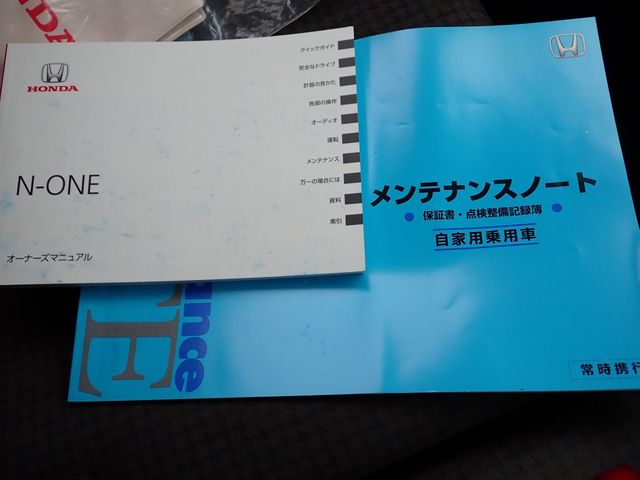 HONDA
HONDA
N-ONE
オーナーズマニュアル
クイックガイド
安全なドライブ
計器の見かた
各部の操作
オーディオ
運転
メンテナンス
万一の場合には
資料
索引
メンテナンスノート
保証書・点検整備記録簿
自家用乗用車
常時携行